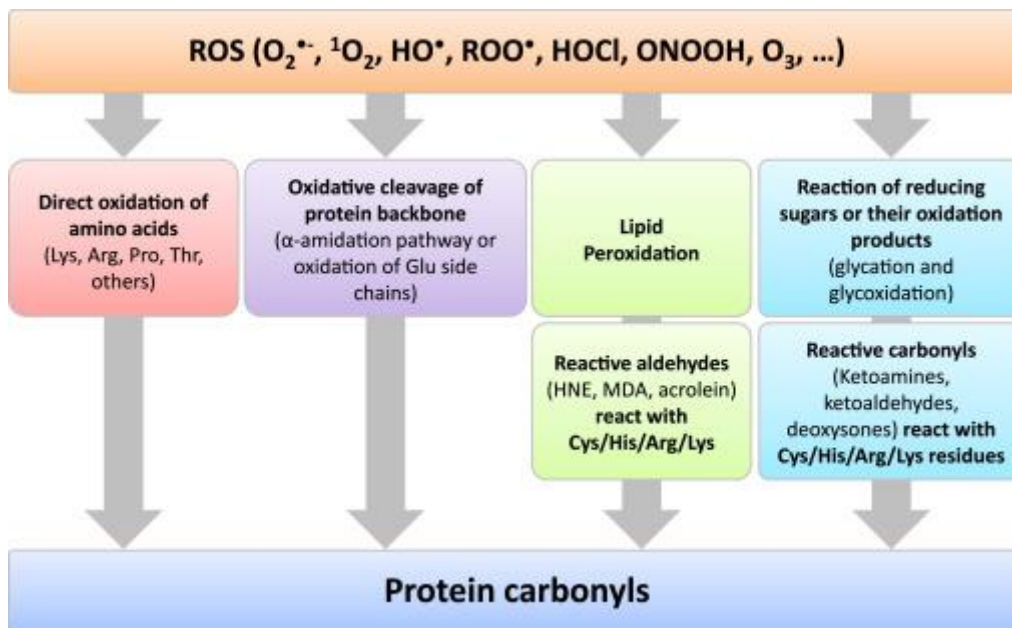 ROS (O₂•-, ¹O₂, HO•, ROO•, HOCl, ONOOH, O₃, ...)
Direct oxidation of
amino acids
(Lys, Arg, Pro, Thr,
others)
Oxidative cleavage of
protein backbone
(α-amidation pathway or
oxidation of Glu side
chains)
Lipid
Peroxidation
Reaction of reducing
sugars or their oxidation
products
(glycation and
glycoxidation)
Reactive aldehydes
(HNE, MDA, acrolein)
react with
Cys/His/Arg/Lys
Reactive carbonyls
(Ketoamines,
ketoaldehydes,
deoxysones) react with
Cys/His/Arg/Lys residues
Protein carbonyls